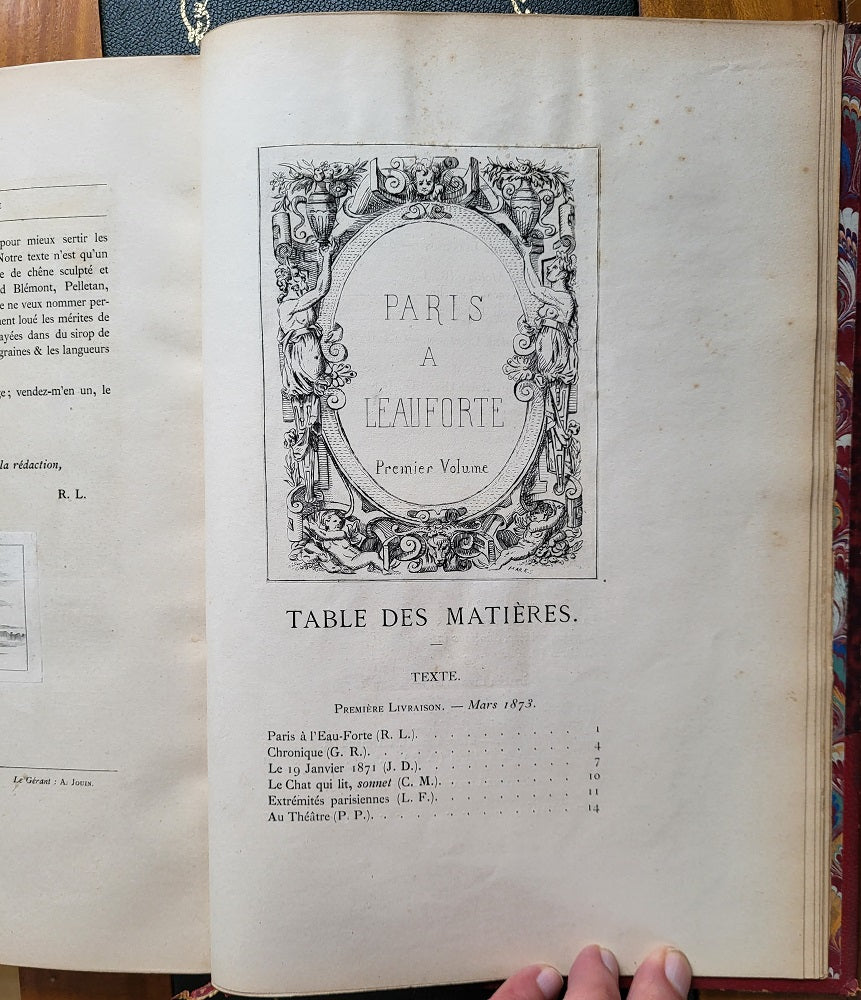 pour mieux sertir les
Notre texte n'est qu'un
de chêne sculpté et
Blémont, Pelletan,
ne veux nommer per-
loué les mérites de
dans du sirop de
graines & les langueurs
vendez-m'en un, le
la rédaction,
R. L.
Le Gérant : A. JOUIN.
PARIS
A
L'EAUFORTE
Premier Volume
TABLE DES MATIÈRES.
—
TEXTE.
PREMIÈRE LIVRAISON. — Mars 1873.
Paris à l'Eau-Forte (R. L.). . . . . . . . . . . 1
Chronique (G. R.). . . . . . . . . . . . . 4
Le 19 Janvier 1871 (J. D.). . . . . . . . . . . 7
Le Chat qui lit, sonnet (C. M.). . . . . . . . . . 10
Extrémités parisiennes (L. F.). . . . . . . . . . 11
Au Théâtre (P. P.). . . . . . . . . . . . . 14